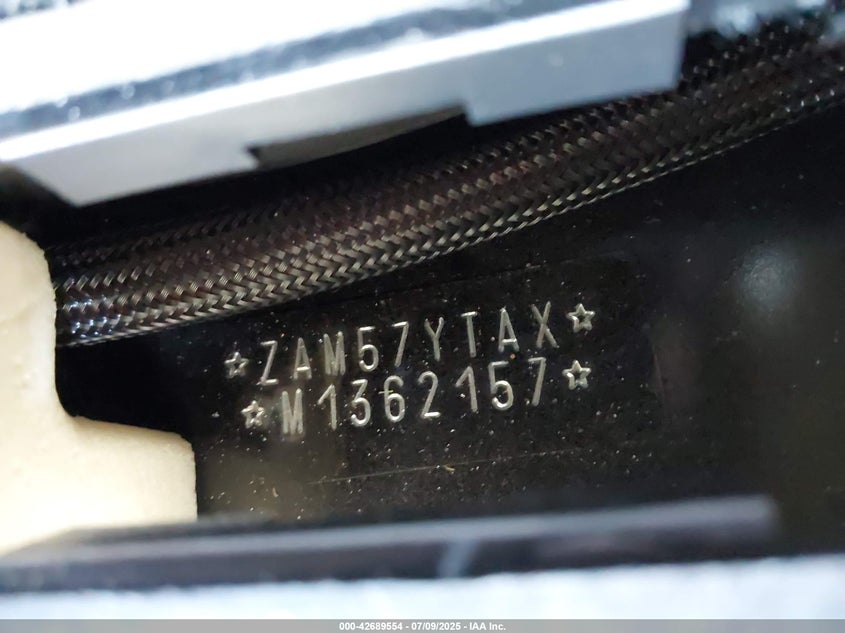 ☆ZAM57YTAX☆
☆M1362157☆
000-42689554 - 07/09/2025 - IAA Inc.